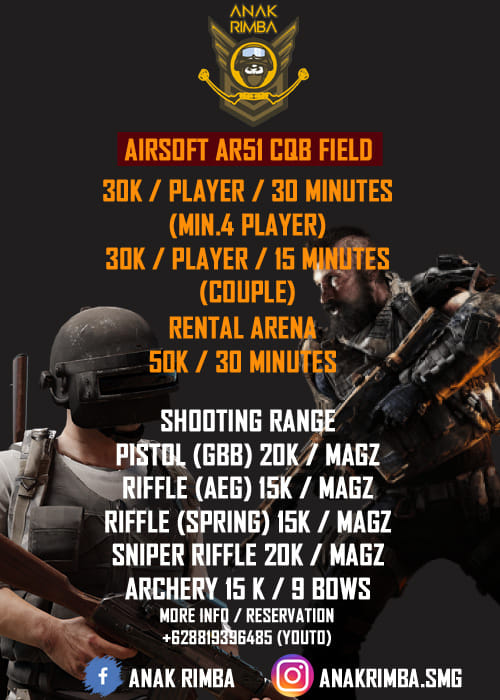 ANAK
RIMBA
AIRSOFT AR51 CQB FIELD
30K / PLAYER / 30 MINUTES
(MIN.4 PLAYER)
30K / PLAYER / 15 MINUTES
(COUPLE)
RENTAL ARENA
50K / 30 MINUTES
SHOOTING RANGE
PISTOL (GBB) 20K / MAGZ
RIFFLE (AEG) 15K / MAGZ
RIFFLE (SPRING) 15K / MAGZ
SNIPER RIFFLE 20K / MAGZ
ARCHERY 15 K / 9 BOWS
MORE INFO / RESERVATION
+628819396485 (YOUTO)
ANAK RIMBA
ANAKRIMBA.SMG